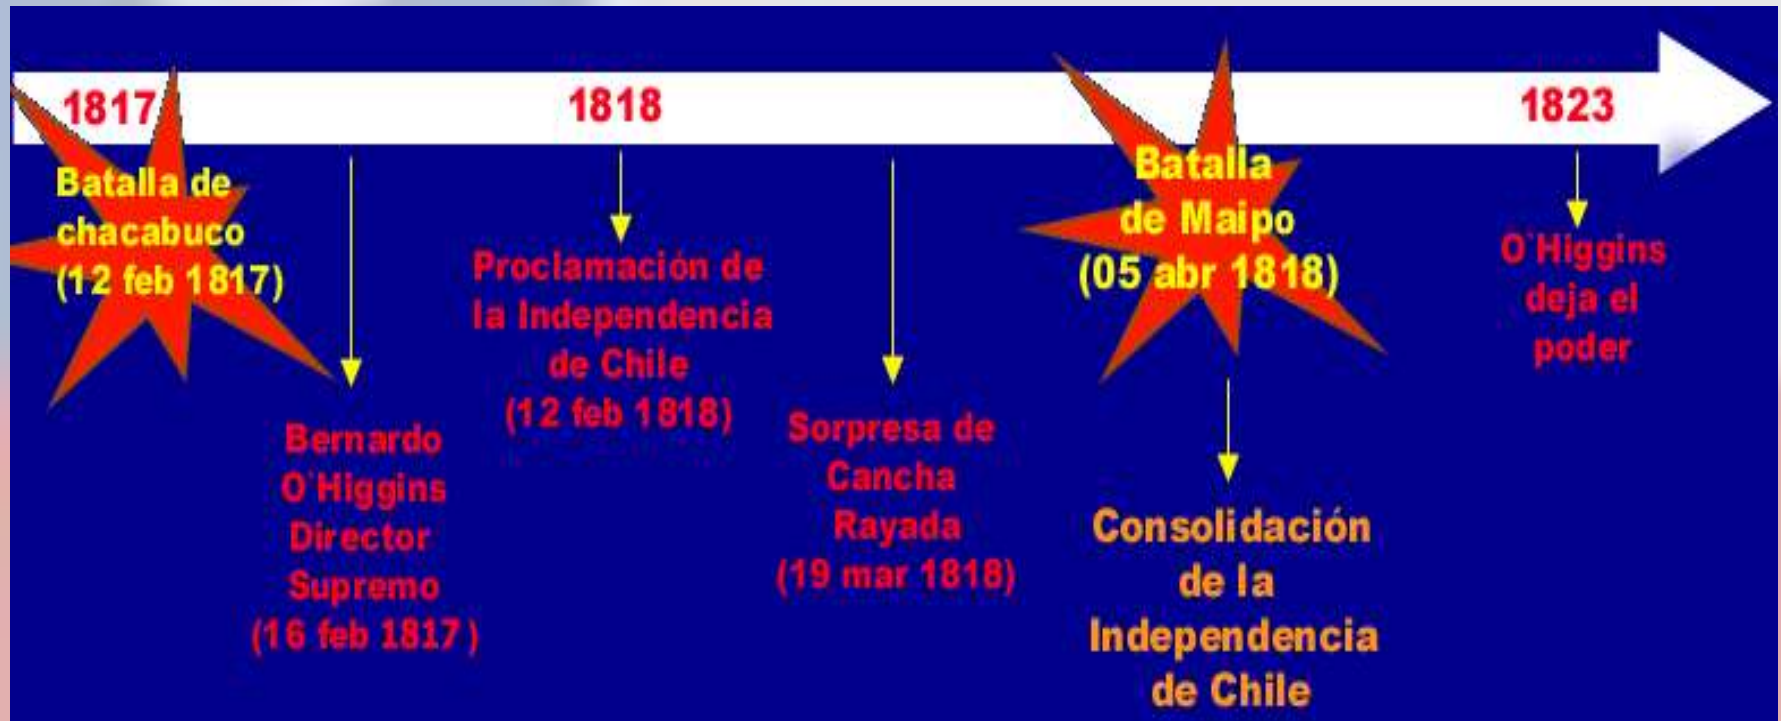 1817
1818
1823
Batalla de
chacabuco
(12 feb 1817)
Bernardo
O`Higgins
Director
Supremo
(16 feb 1817)
Proclamación de
la Independencia
de Chile
(12 feb 1818)
Sorpresa de
Cancha
Rayada
(19 mar 1818)
Batalla
de Maipo
(05 abr 1818)
Consolidación
de la
Independencia
de Chile
O`Higgins
deja el
poder